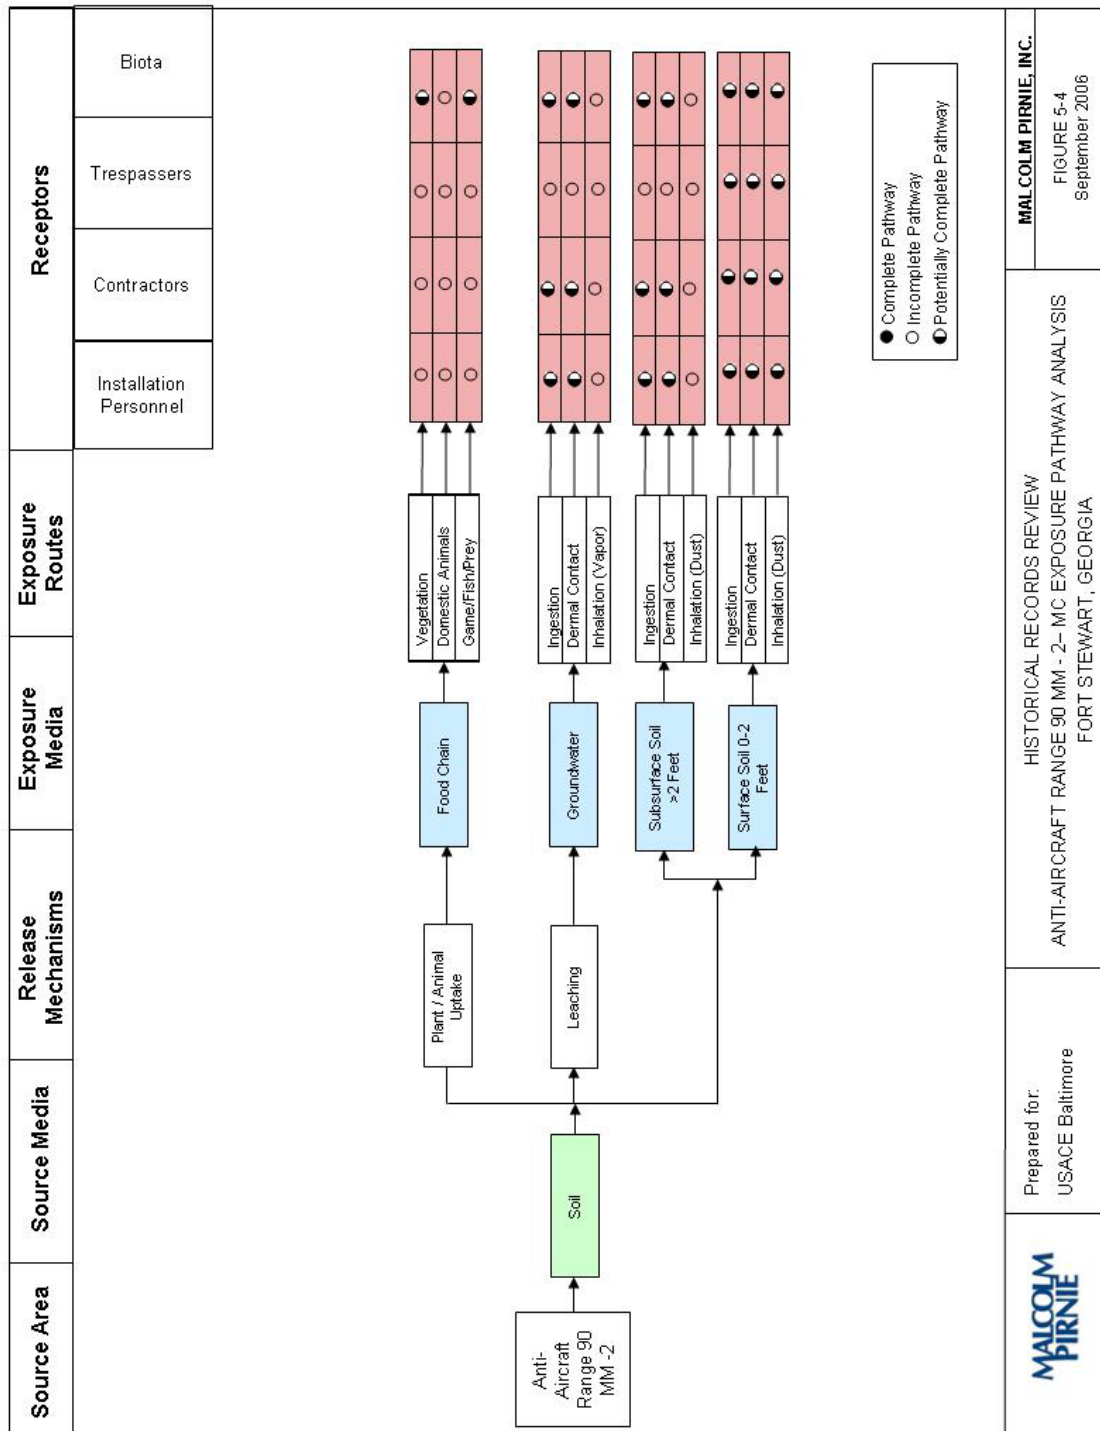 Source Area
Source Media
Release
Mechanisms
Exposure
Media
Exposure
Routes
Receptors
Installation
Personnel
Contractors
Trespassers
Biota
Anti-
Aircraft
Range 90
MM -2
Soil
Plant / Animal
Uptake
Leaching
Food Chain
Groundwater
Subsurface Soil
>2 Feet
Surface Soil 0-2
Feet
Vegetation
Domestic Animals
Game/Fish/Prey
Ingestion
Dermal Contact
Inhalation (Vapor)
Ingestion
Dermal Contact
Inhalation (Dust)
Ingestion
Dermal Contact
Inhalation (Dust)
Complete Pathway
Incomplete Pathway
Potentially Complete Pathway
MALCOLM
PIRNIE
Prepared for:
USACE Baltimore
HISTORICAL RECORDS REVIEW
ANTI-AIRCRAFT RANGE 90 MM - 2– MC EXPOSURE PATHWAY ANALYSIS
FORT STEWART, GEORGIA
MALCOLM PIRNIE, INC.
FIGURE 5-4
September 2006